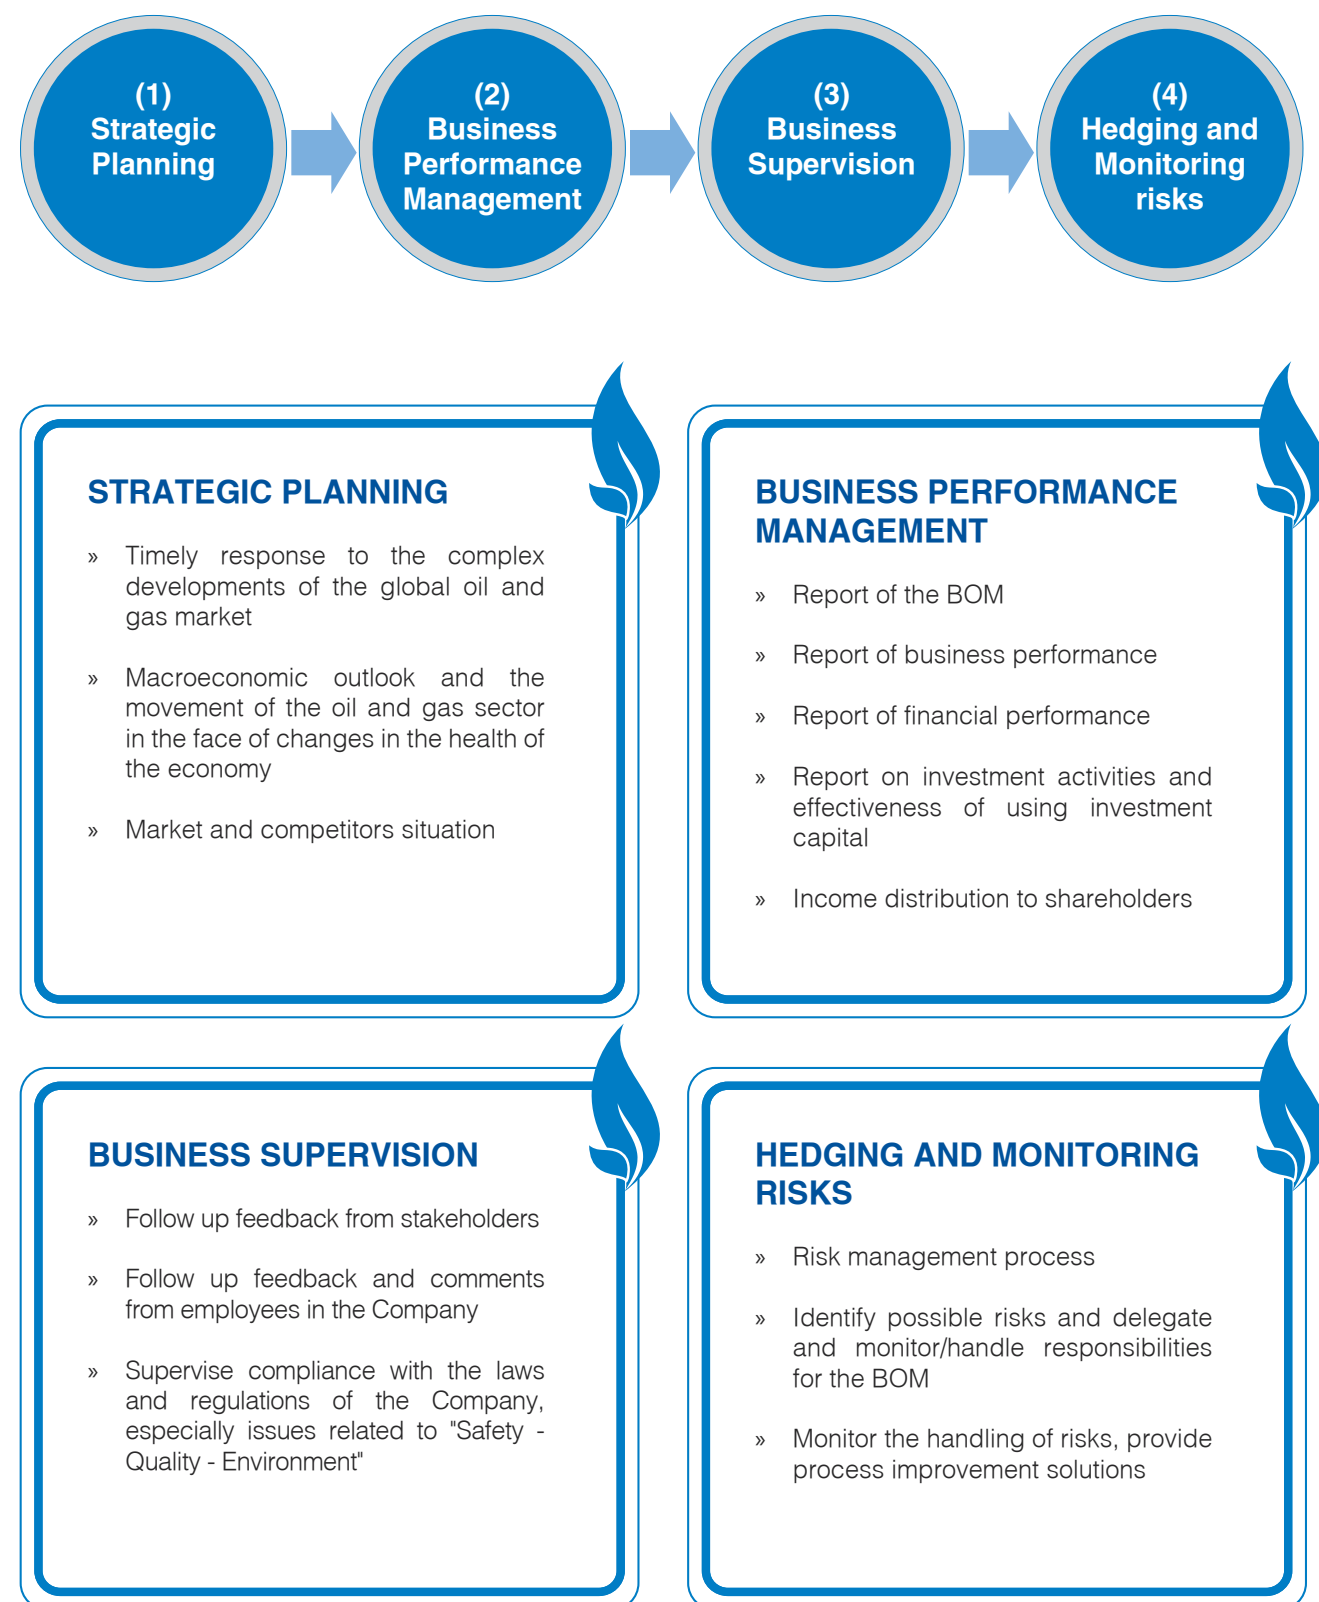 (1)
Strategic
Planning
(2)
Business
Performance
Management
(3)
Business
Supervision
(4)
Hedging and
Monitoring
risks
STRATEGIC PLANNING
» Timely response to the complex
developments of the global oil and
gas market
» Macroeconomic outlook and the
movement of the oil and gas sector
in the face of changes in the health of
the economy
» Market and competitors situation
BUSINESS PERFORMANCE
MANAGEMENT
» Report of the BOM
» Report of business performance
» Report of financial performance
» Report on investment activities and
effectiveness of using investment
capital
» Income distribution to shareholders
BUSINESS SUPERVISION
» Follow up feedback from stakeholders
» Follow up feedback and comments
from employees in the Company
» Supervise compliance with the laws
and regulations of the Company,
especially issues related to "Safety -
Quality - Environment"
HEDGING AND MONITORING
RISKS
» Risk management process
» Identify possible risks and delegate
and monitor/handle responsibilities
for the BOM
» Monitor the handling of risks, provide
process improvement solutions